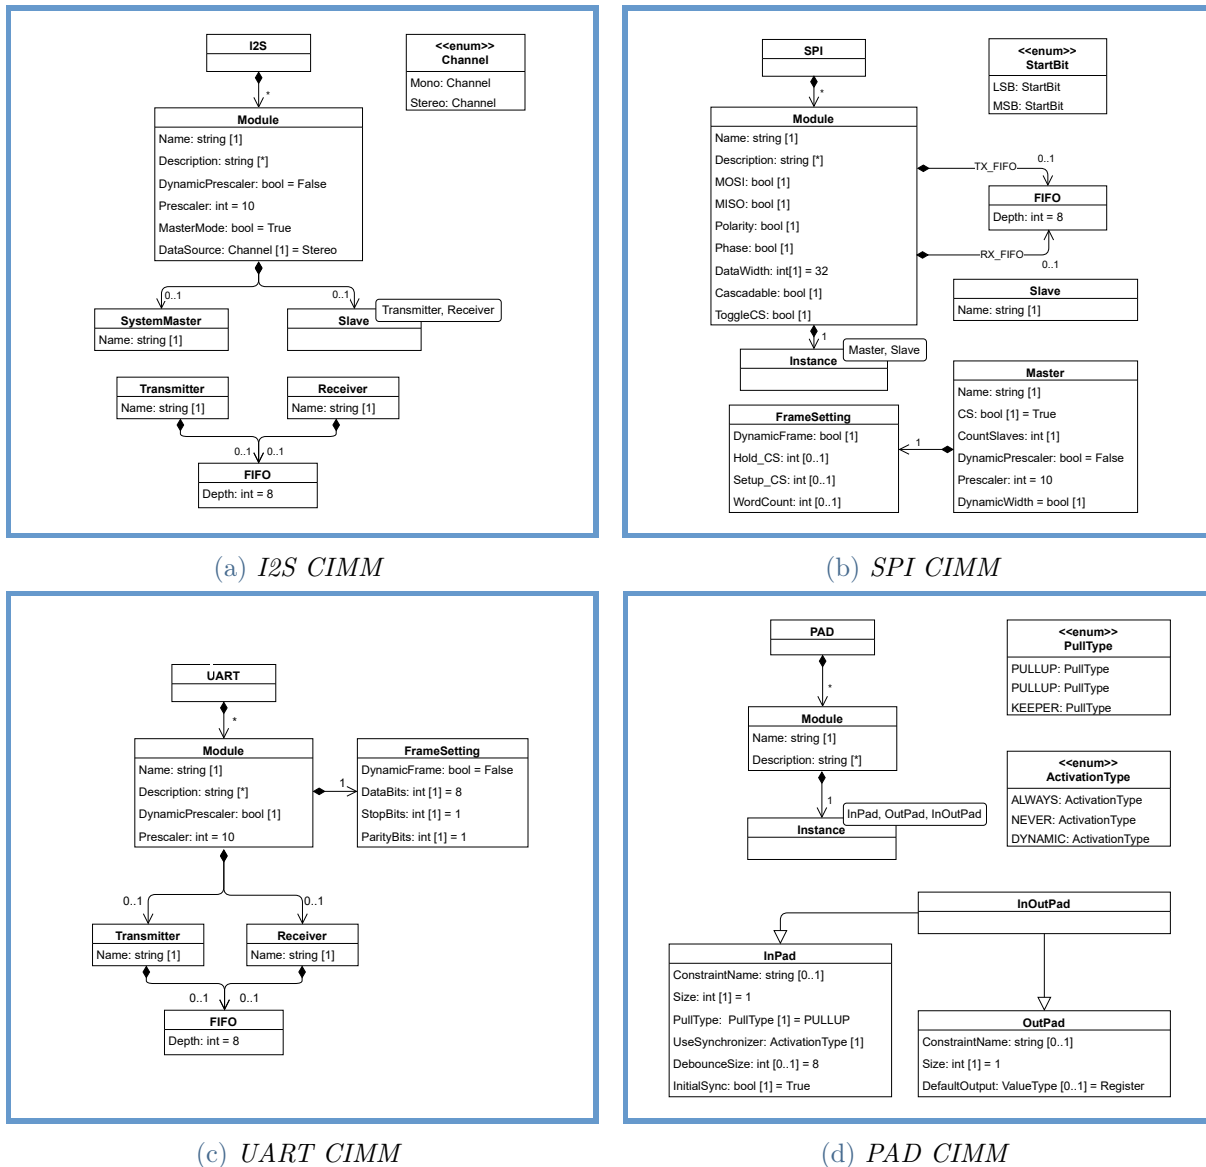 I2S
<<enum>>
Channel
Mono: Channel
Stereo: Channel
*
Module
Name: string [1]
Description: string [*]
DynamicPrescaler: bool = False
Prescaler: int = 10
MasterMode: bool = True
DataSource: Channel [1] = Stereo
0..1
0..1
SystemMaster
Name: string [1]
Slave
Transmitter, Receiver
Transmitter
Name: string [1]
Receiver
Name: string [1]
0..1
0..1
FIFO
Depth: int = 8
(a) I2S CIMM
SPI
<<enum>>
StartBit
LSB: StartBit
MSB: StartBit
*
Module
Name: string [1]
Description: string [*]
MOSI: bool [1]
MISO: bool [1]
Polarity: bool [1]
Phase: bool [1]
DataWidth: int[1] = 32
Cascadable: bool [1]
ToggleCS: bool [1]
TX_FIFO
0..1
FIFO
Depth: int = 8
RX_FIFO
0..1
Slave
Name: string [1]
1
Master, Slave
Instance
Master
Name: string [1]
CS: bool [1] = True
CountSlaves: int [1]
DynamicPrescaler: bool = False
Prescaler: int = 10
DynamicWidth = bool [1]
1
FrameSetting
DynamicFrame: bool [1]
Hold_CS: int [0..1]
Setup_CS: int [0..1]
WordCount: int [0..1]
(b) SPI CIMM
UART
*
Module
Name: string [1]
Description: string [*]
DynamicPrescaler: bool [1]
Prescaler: int = 10
1
FrameSetting
DynamicFrame: bool = False
DataBits: int [1] = 8
StopBits: int [1] = 1
ParityBits: int [1] = 1
0..1
0..1
Transmitter
Name: string [1]
Receiver
Name: string [1]
0..1
0..1
FIFO
Depth: int = 8
(c) UART CIMM
PAD
<<enum>>
PullType
PULLUP: PullType
PULLUP: PullType
KEEPER: PullType
*
Module
Name: string [1]
Description: string [*]
<<enum>>
ActivationType
ALWAYS: ActivationType
NEVER: ActivationType
DYNAMIC: ActivationType
1
InPad, OutPad, InOutPad
Instance
InOutPad
InPad
ConstraintName: string [0..1]
Size: int [1] = 1
PullType: PullType [1] = PULLUP
UseSynchronizer: ActivationType [1]
DebounceSize: int [0..1] = 8
InitialSync: bool [1] = True
OutPad
ConstraintName: string [0..1]
Size: int [1] = 1
DefaultOutput: ValueType [0..1] = Register
(d) PAD CIMM